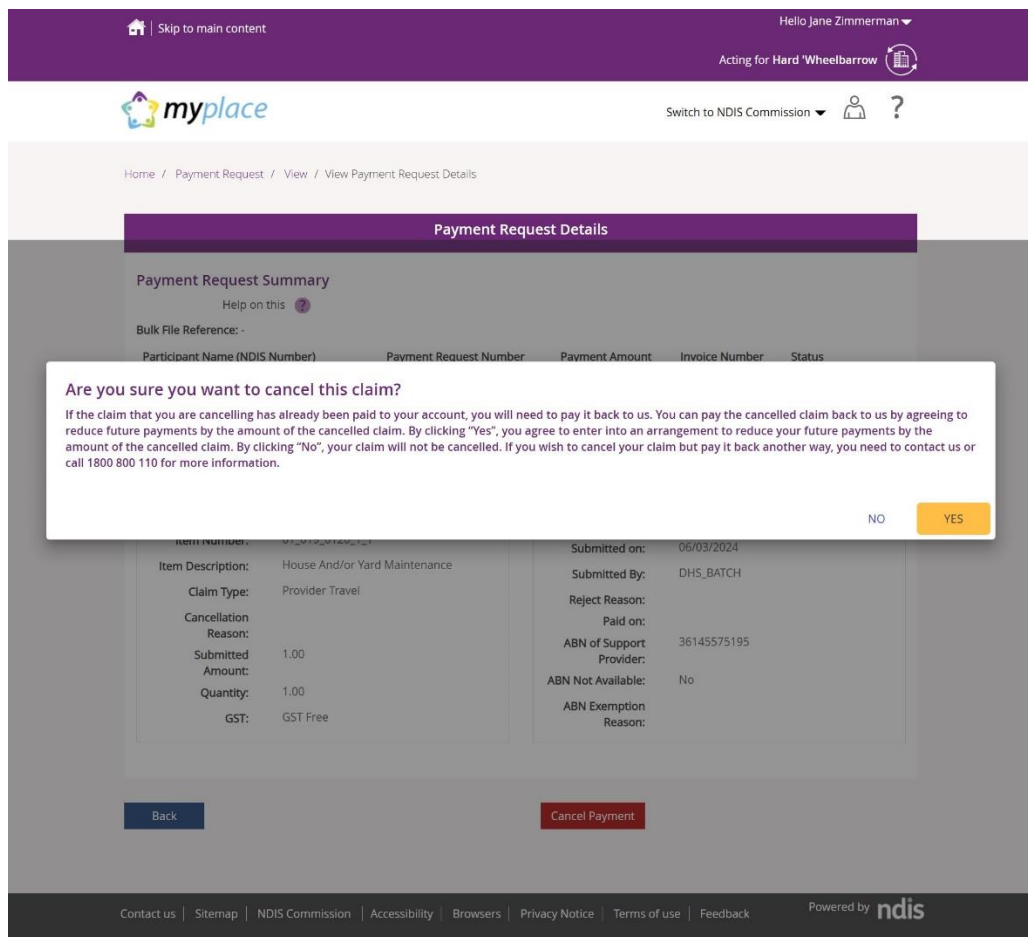 Skip to main content
Hello Jane Zimmerman
Acting for Hard 'Wheelbarrow
myplace
Switch to NDIS Commission
?
Home / Payment Request / View / View Payment Request Details
Payment Request Details
Payment Request Summary
Help on this ?
Bulk File Reference: -
Participant Name (NDIS Number) Payment Request Number Payment Amount Invoice Number Status
Are you sure you want to cancel this claim?
If the claim that you are cancelling has already been paid to your account, you will need to pay it back to us. You can pay the cancelled claim back to us by agreeing to
reduce future payments by the amount of the cancelled claim. By clicking “Yes”, you agree to enter into an arrangement to reduce your future payments by the
amount of the cancelled claim. By clicking “No”, your claim will not be cancelled. If you wish to cancel your claim but pay it back another way, you need to contact us or
call 1800 800 110 for more information.
NO YES
Item Number:
Item Description: House And/or Yard Maintenance
Claim Type: Provider Travel
Cancellation
Reason:
Submitted 1.00
Amount:
Quantity: 1.00
GST: GST Free
Submitted on: 06/03/2024
Submitted By: DHS_BATCH
Reject Reason:
Paid on:
ABN of Support 36145575195
Provider:
ABN Not Available: No
ABN Exemption
Reason:
Back Cancel Payment
Contact us | Sitemap | NDIS Commission | Accessibility | Browsers | Privacy Notice | Terms of use | Feedback
Powered by ndis